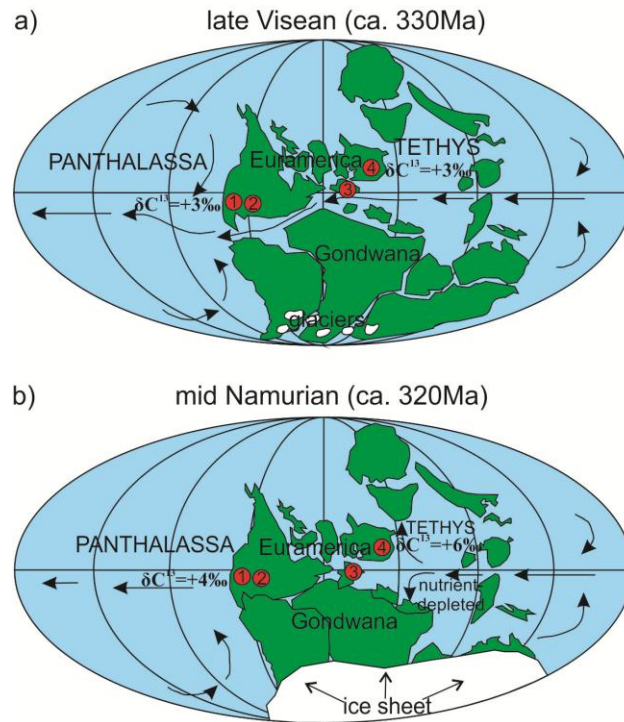 a)
late Visean (ca. 330Ma)
PANTHALASSA
Euramerica
TETHYS
④
δC¹³=+3‰
③
δC¹³=+3‰
①
②
Gondwana
glaciers
b)
mid Namurian (ca. 320Ma)
PANTHALASSA
Euramerica
④
TETHYS
δC¹³=+6‰
δC¹³=+4‰
①
②
③
nutrient-
depleted
Gondwana
ice sheet